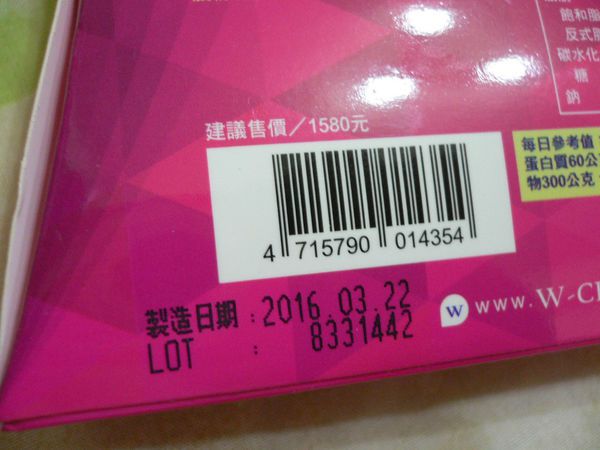 飽和脂
反式脂
碳水化
糖
鈉
建議售價／1580元
每日參考值
蛋白質60公
物300公克
4 715790 014354
製造日期 : 2016.03.22
LOT : 8331442
w www.W-C